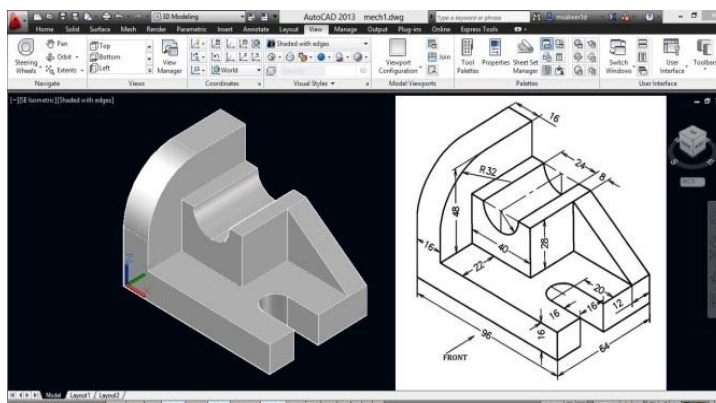 3D Modeling
AutoCAD 2013 mech1.dwg
Type a keyword or phrase
msabeer5d
Home Solid Surface Mesh Render Parametric Insert Annotate Layout View Manage Output Plug-ins Online Express Tools
Steering Wheels
Pan
Orbit
Extents
Navigate
Top
Bottom
Left
Views
View Manager
World
Coordinates
Shaded with edges
Visual Styles
Viewport Configuration
Join
Model Viewports
Tool Palettes
Properties
Sheet Set Manager
Palettes
Switch Windows
User Interface
Toolbars
User Interface
[-][SE Isometric][Shaded with edges]
Z
X
16
24
8
R32
48
40
28
16
22
20
16
16
12
16
96
64
FRONT
Model Layout1 Layout2